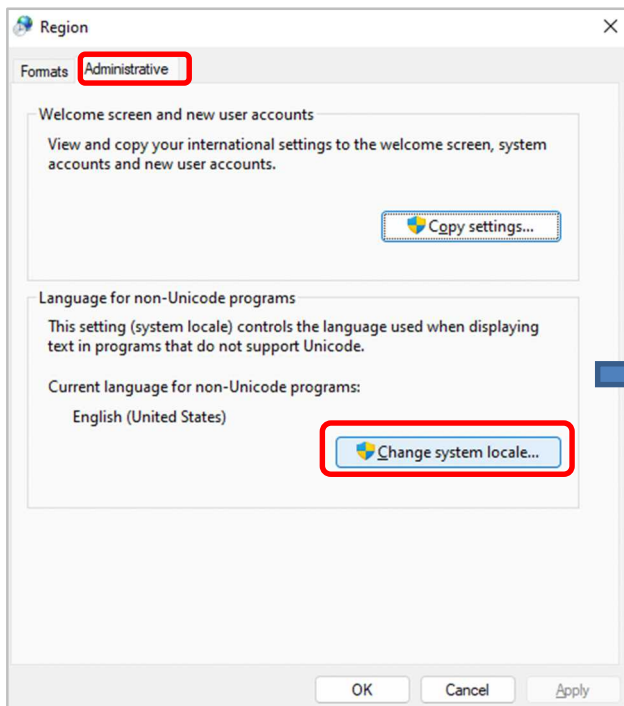 Region
Formats
Administrative
Welcome screen and new user accounts
View and copy your international settings to the welcome screen, system
accounts and new user accounts.
Copy settings...
Language for non-Unicode programs
This setting (system locale) controls the language used when displaying
text in programs that do not support Unicode.
Current language for non-Unicode programs:
English (United States)
Change system locale...
OK Cancel Apply